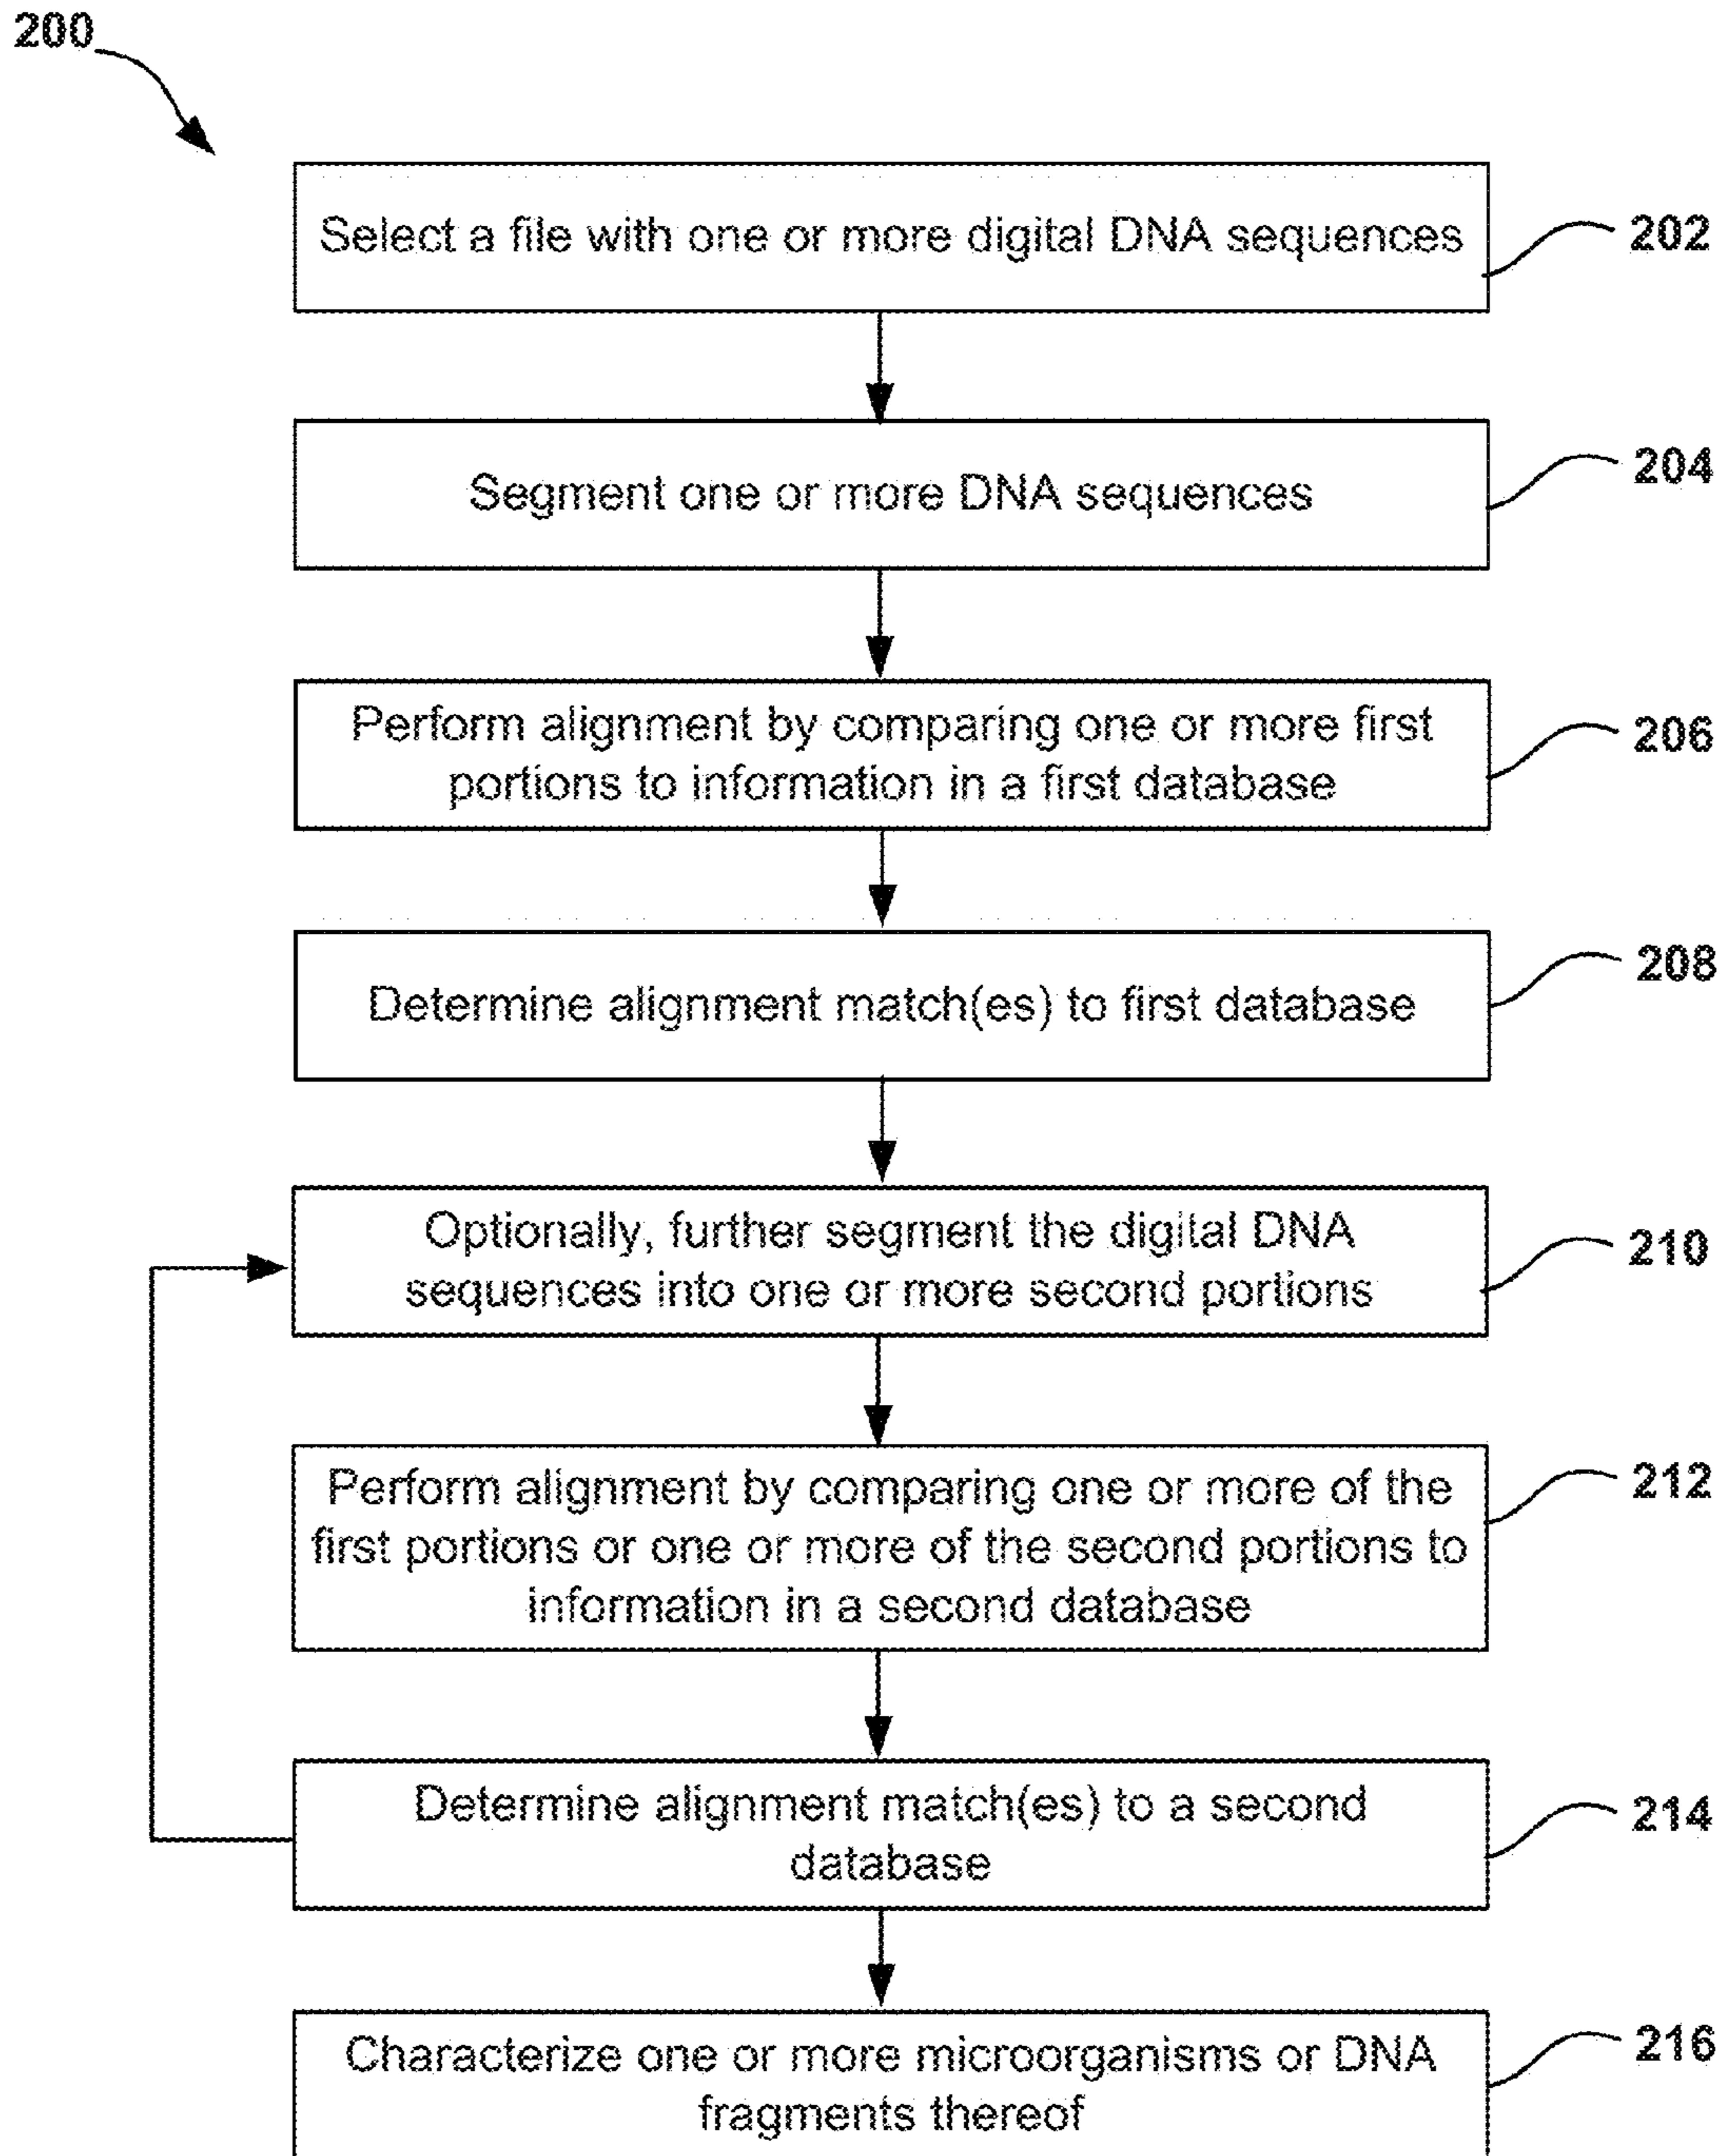 200
Select a file with one or more digital DNA sequences
202
Segment one or more DNA sequences
204
Perform alignment by comparing one or more first
portions to information in a first database
206
Determine alignment match(es) to first database
208
Optionally, further segment the digital DNA
sequences into one or more second portions
210
Perform alignment by comparing one or more of the
first portions or one or more of the second portions to
information in a second database
212
Determine alignment match(es) to a second
database
214
Characterize one or more microorganisms or DNA
fragments thereof
216